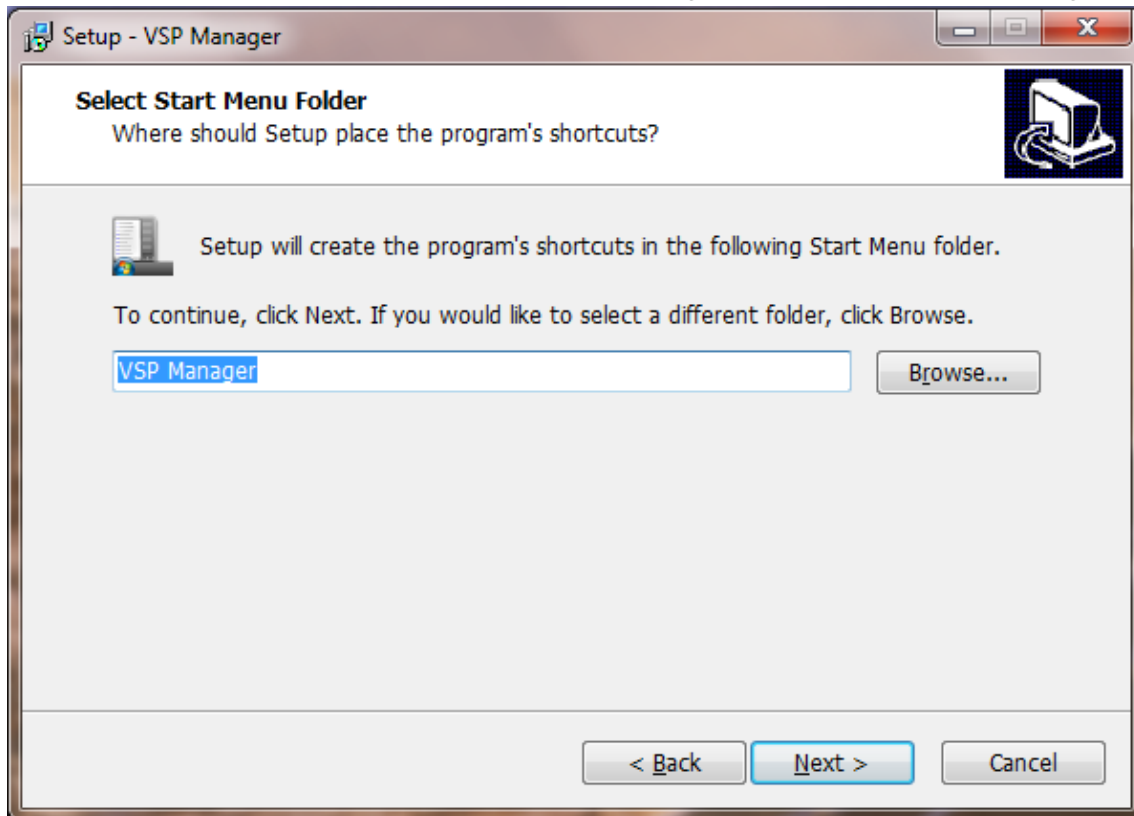 Setup - VSP Manager
Select Start Menu Folder
Where should Setup place the program's shortcuts?
Setup will create the program's shortcuts in the following Start Menu folder.
To continue, click Next. If you would like to select a different folder, click Browse.
VSP Manager
Browse...
< Back
Next >
Cancel